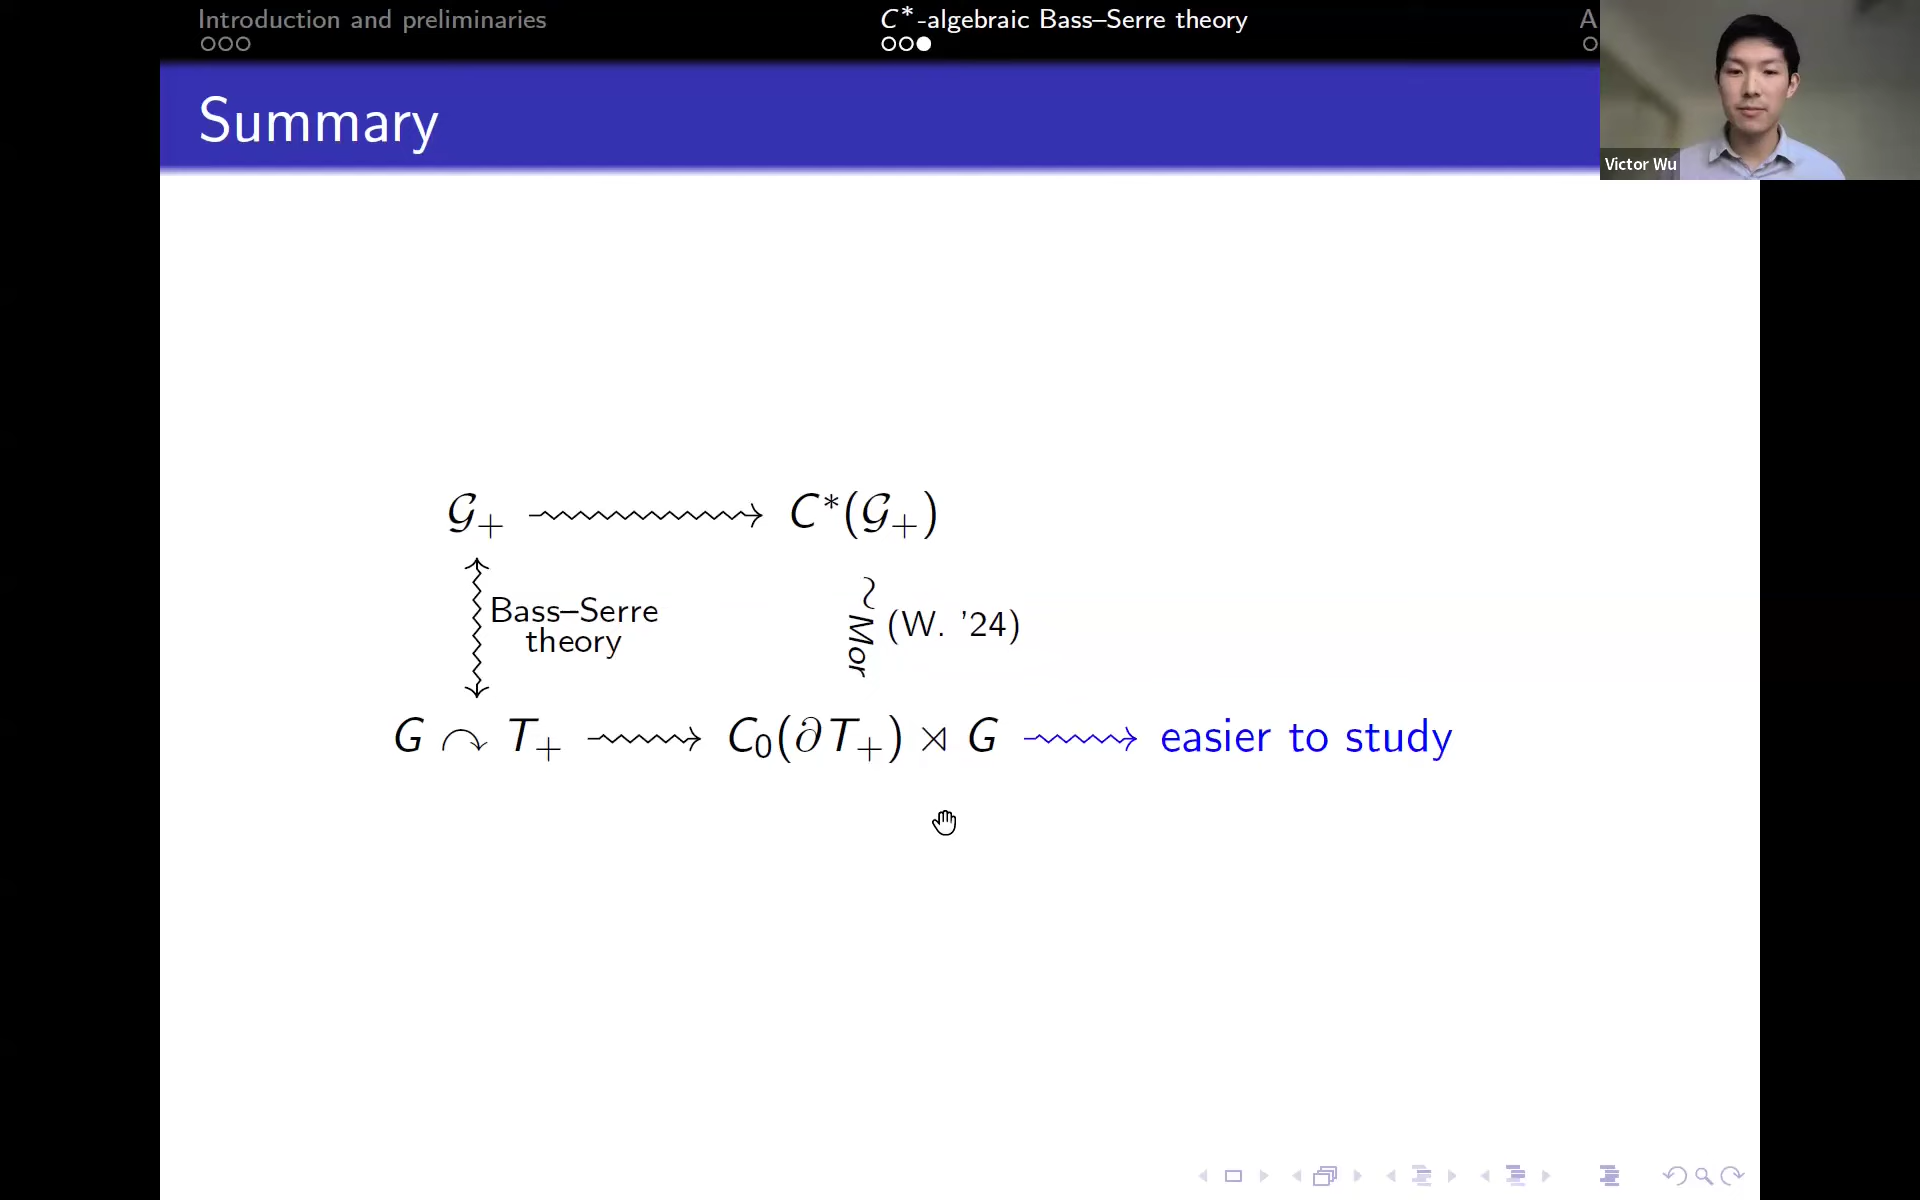 Introduction and preliminaries
C*-algebraic Bass–Serre theory
A
Summary
Victor Wu
𝒢₊ ⟿ C*(𝒢₊)
Bass–Serre
theory
~Mor (W. ’24)
G ↷ T₊ ⟿ C₀(∂T₊) ⋊ G ⟿ easier to study